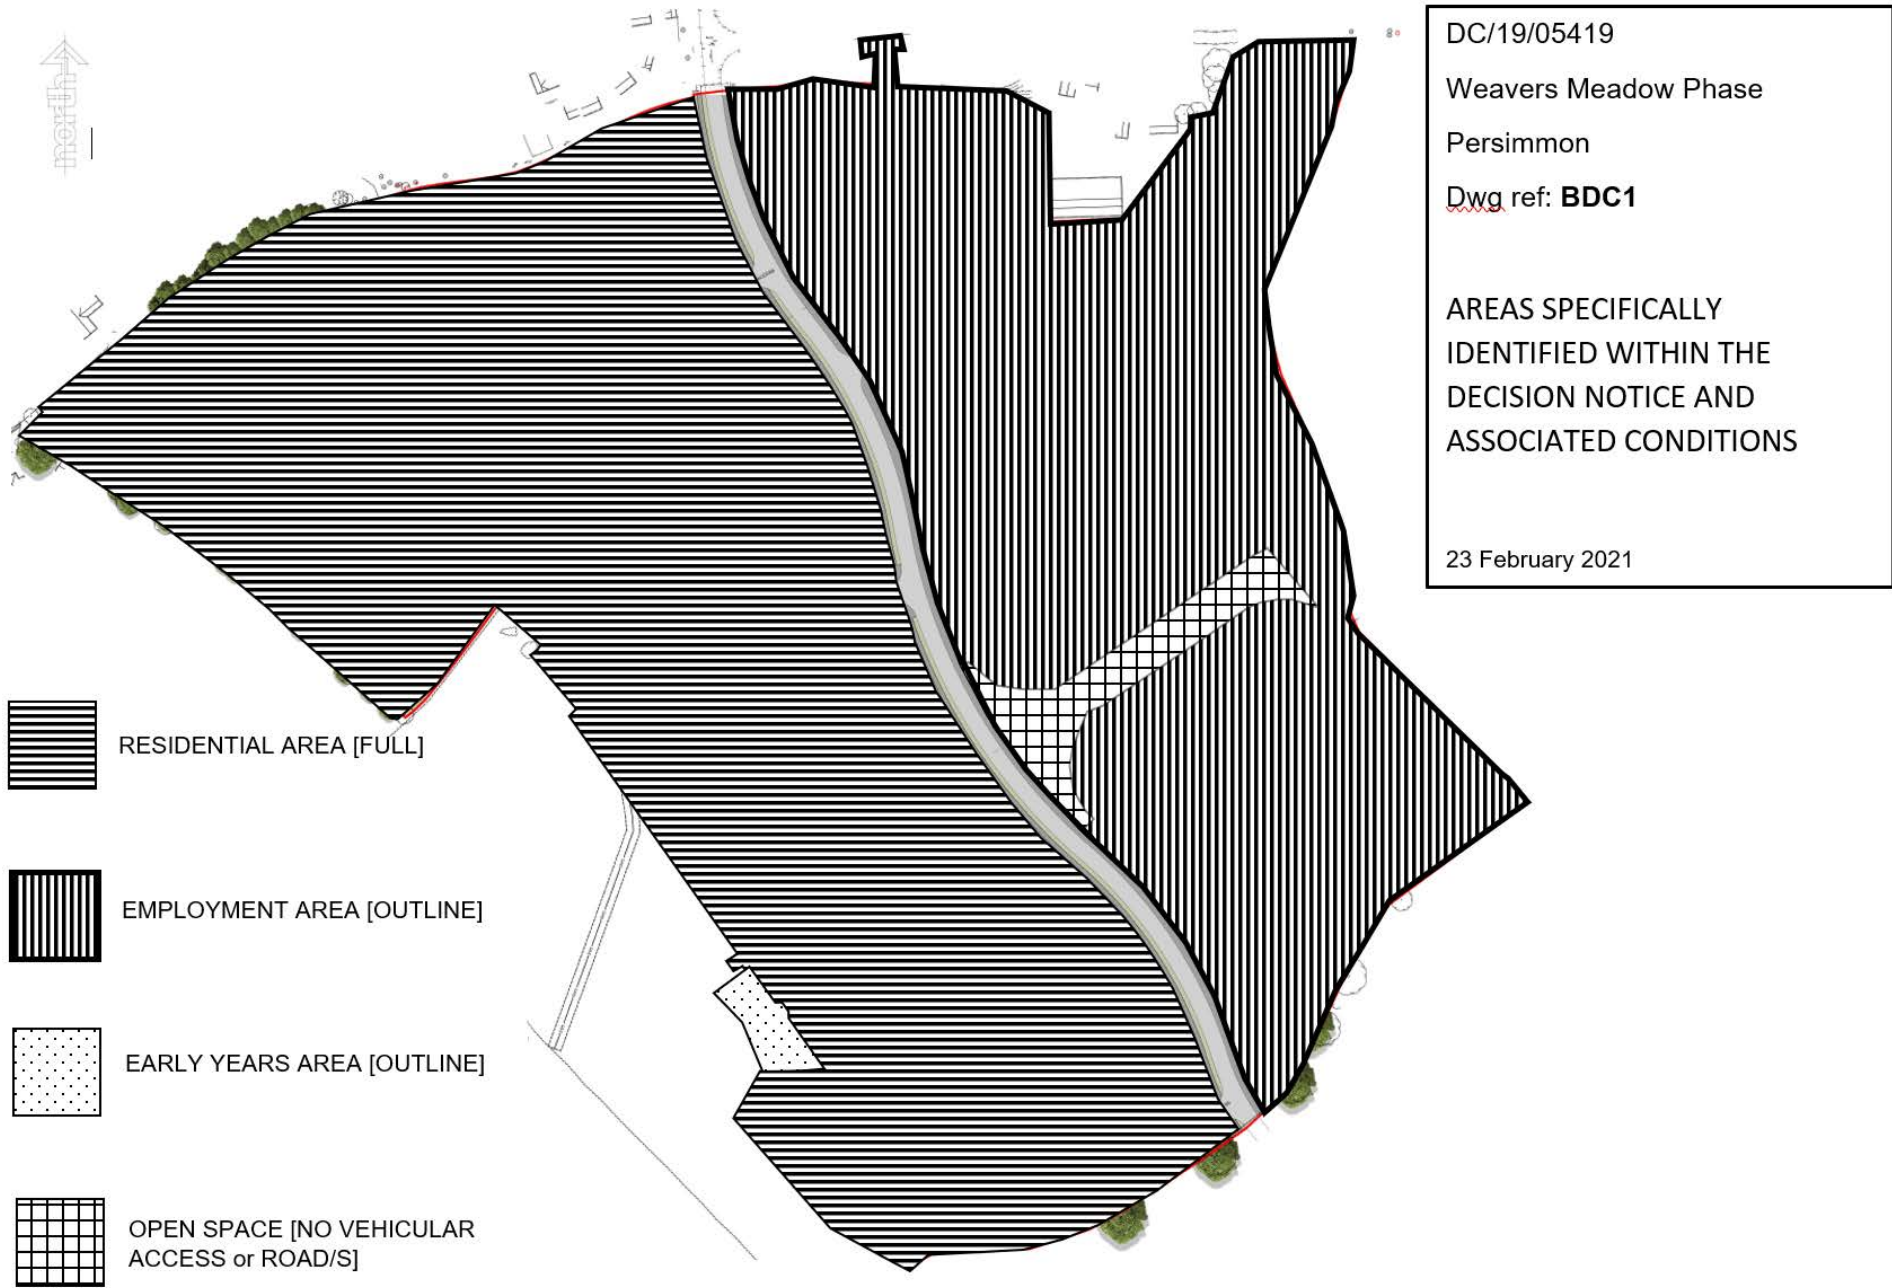 DC/19/05419
Weavers Meadow Phase
Persimmon
Dwg ref: BDC1
AREAS SPECIFICALLY
IDENTIFIED WITHIN THE
DECISION NOTICE AND
ASSOCIATED CONDITIONS
23 February 2021
north
RESIDENTIAL AREA [FULL]
EMPLOYMENT AREA [OUTLINE]
EARLY YEARS AREA [OUTLINE]
OPEN SPACE [NO VEHICULAR
ACCESS or ROAD/S]